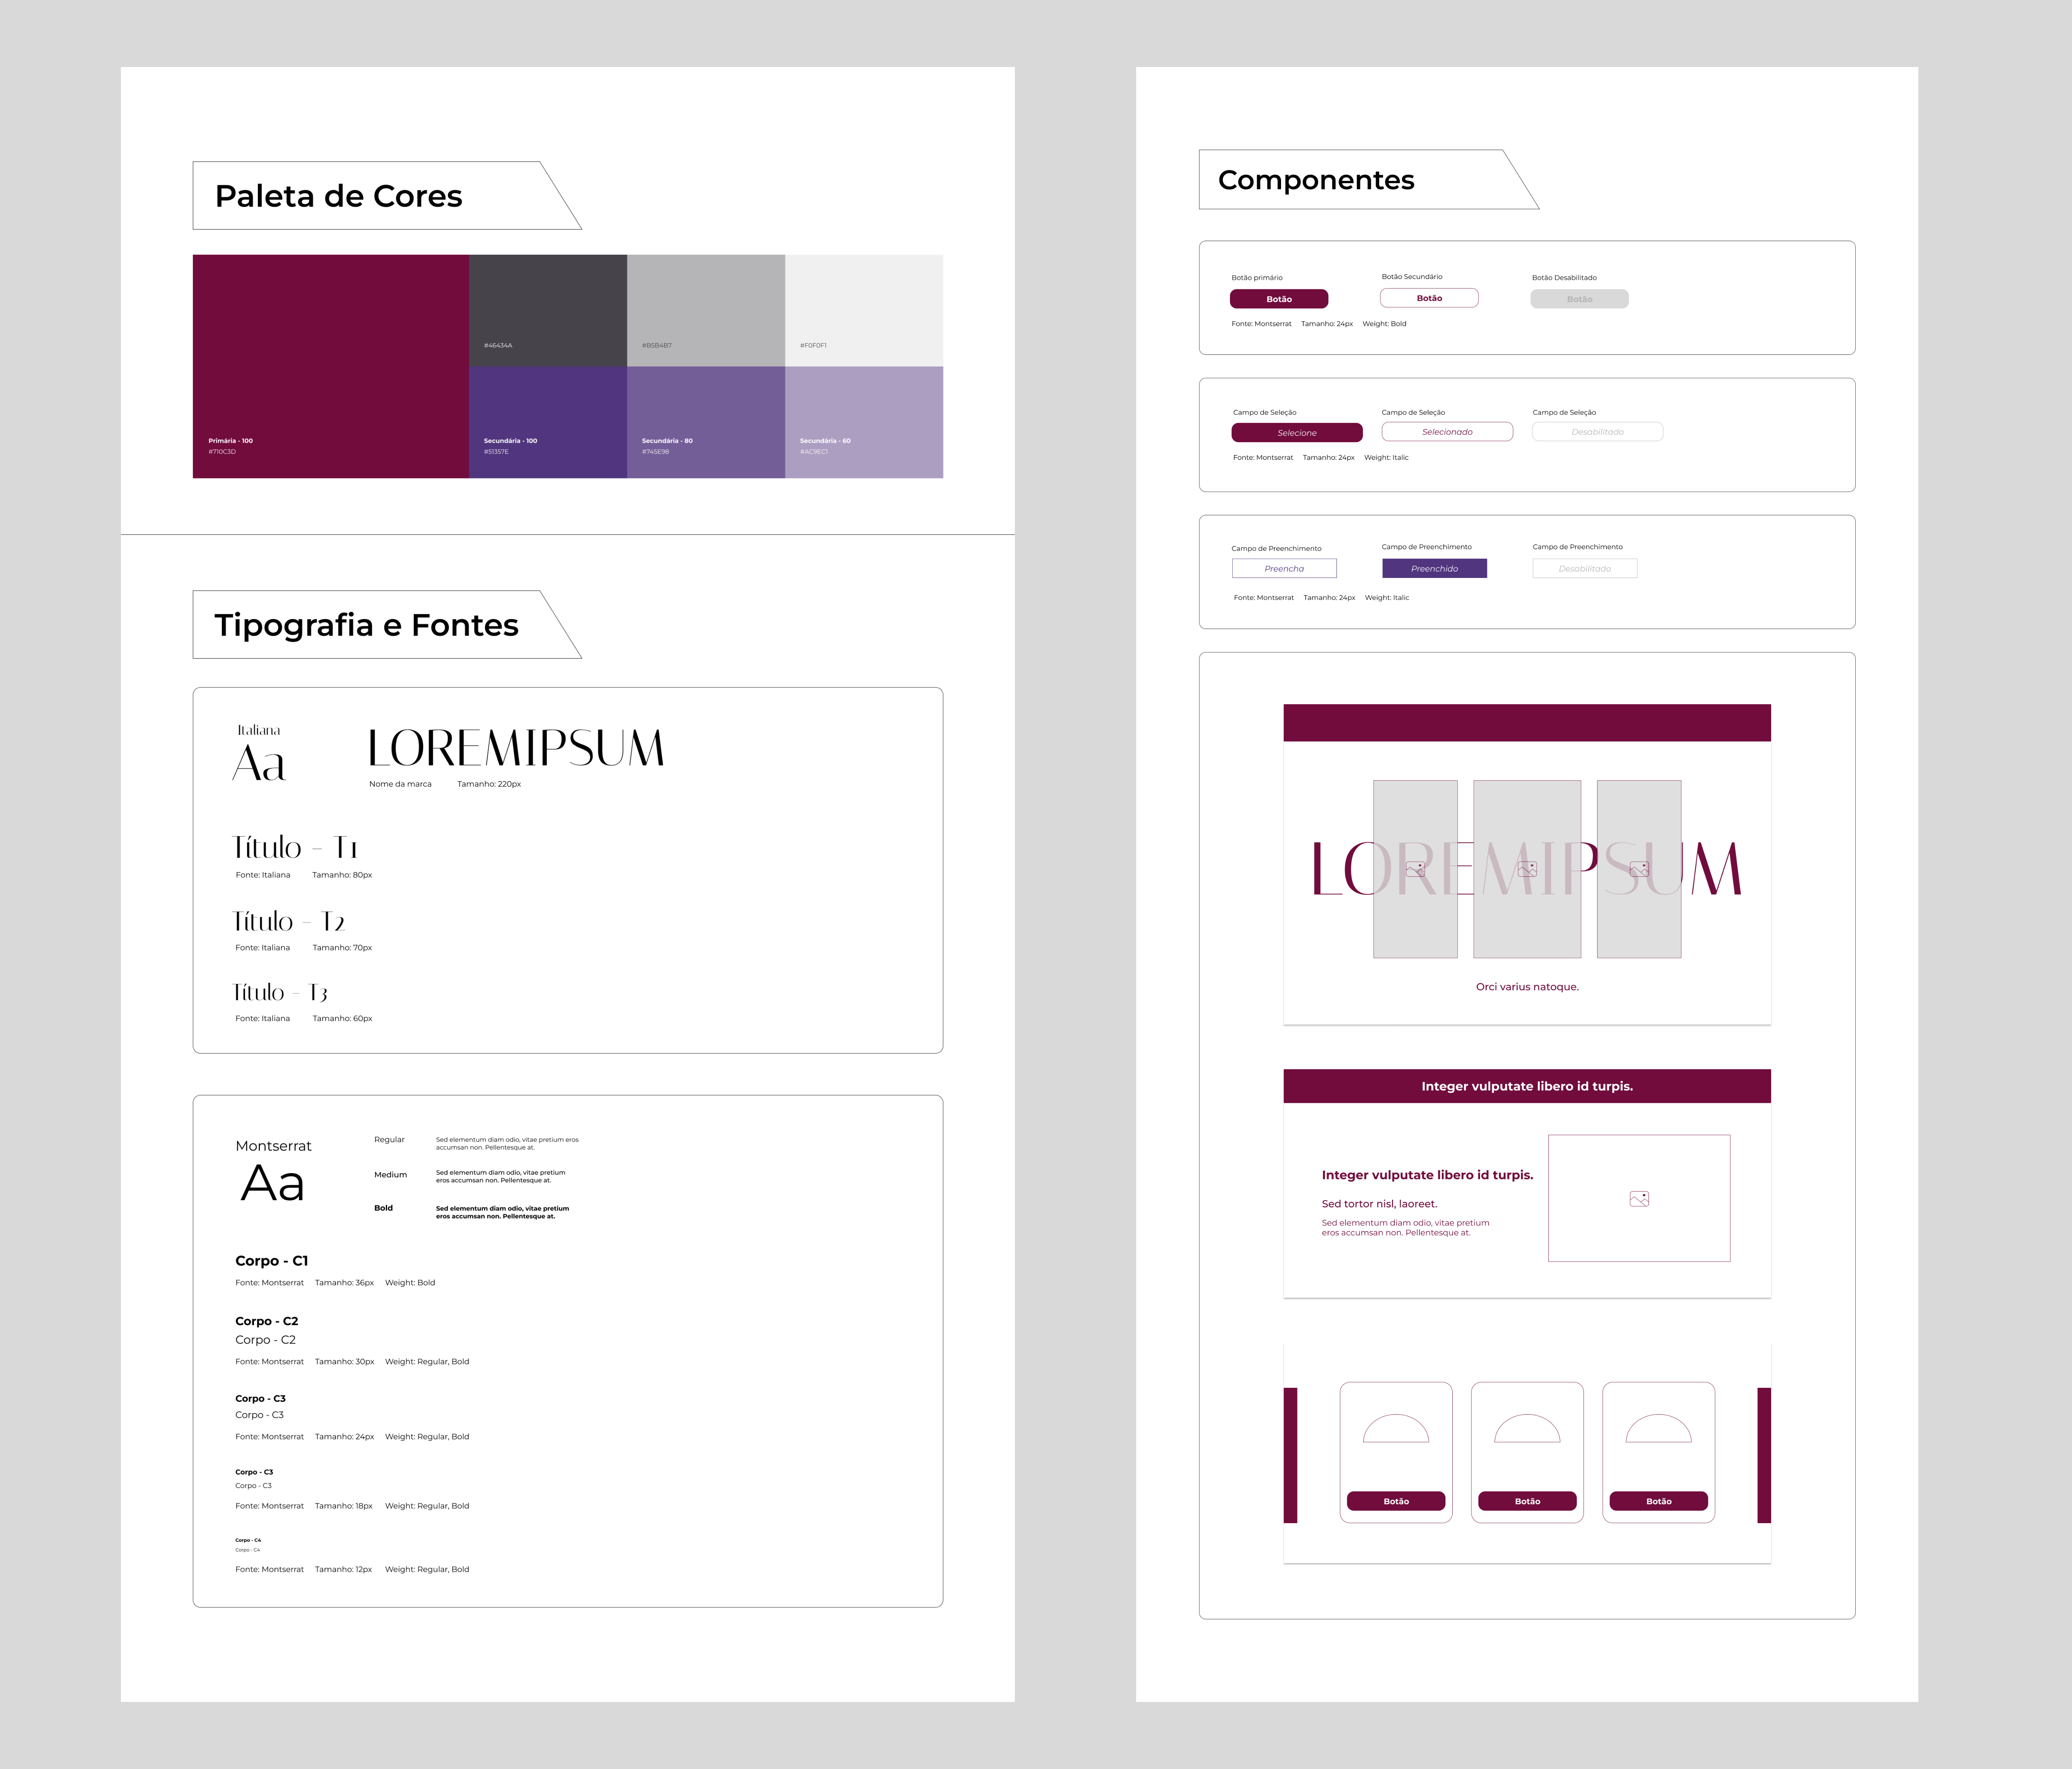 Paleta de Cores
#46434A
#B5B4B7
#F0F0F1
Primária - 100
#710C3D
Secundária - 100
#51357E
Secundária - 80
#745E98
Secundária - 60
#AC9EC1
Tipografia e Fontes
Italiana
Aa
LOREMIPSUM
Nome da marca Tamanho: 220px
Título - T1
Fonte: Italiana Tamanho: 80px
Título - T2
Fonte: Italiana Tamanho: 70px
Título - T3
Fonte: Italiana Tamanho: 60px
Montserrat
Aa
Regular
Sed elementum diam odio, vitae pretium eros
accumsan non. Pellentesque at.
Medium
Sed elementum diam odio, vitae pretium
eros accumsan non. Pellentesque at.
Bold
Sed elementum diam odio, vitae pretium
eros accumsan non. Pellentesque at.
Corpo - C1
Fonte: Montserrat Tamanho: 36px Weight: Bold
Corpo - C2
Corpo - C2
Fonte: Montserrat Tamanho: 30px Weight: Regular, Bold
Corpo - C3
Corpo - C3
Fonte: Montserrat Tamanho: 24px Weight: Regular, Bold
Corpo - C3
Corpo - C3
Fonte: Montserrat Tamanho: 18px Weight: Regular, Bold
Corpo - C4
Corpo - C4
Fonte: Montserrat Tamanho: 12px Weight: Regular, Bold
Componentes
Botão primário
Botão
Botão Secundário
Botão
Botão Desabilitado
Botão
Fonte: Montserrat Tamanho: 24px Weight: Bold
Campo de Seleção
Selecione
Campo de Seleção
Selecionado
Campo de Seleção
Desabilitado
Fonte: Montserrat Tamanho: 24px Weight: Italic
Campo de Preenchimento
Preencha
Campo de Preenchimento
Preenchido
Campo de Preenchimento
Desabilitado
Fonte: Montserrat Tamanho: 24px Weight: Italic
LOREMIPSUM
Orci varius natoque.
Integer vulputate libero id turpis.
Integer vulputate libero id turpis.
Sed tortor nisl, laoreet.
Sed elementum diam odio, vitae pretium
eros accumsan non. Pellentesque at.
Botão
Botão
Botão